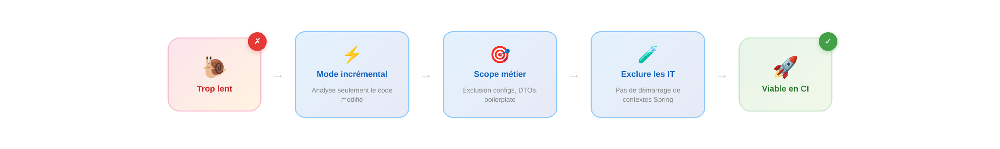 ✗
Trop lent
→
Mode incrémental
Analyse seulement le code
modifié
→
Scope métier
Exclusion configs, DTOs,
boilerplate
→
Exclure les IT
Pas de démarrage de
contextes Spring
→
✓
Viable en CI